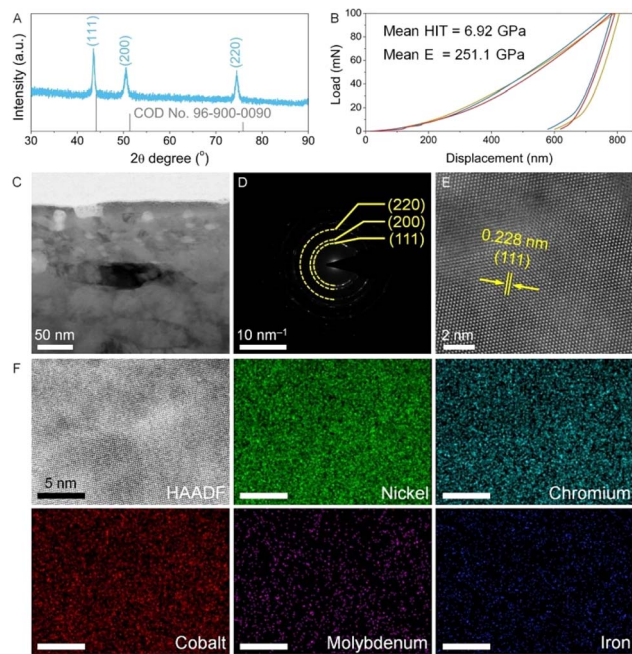 A
Intensity (a.u.)
(111)
(200)
(220)
COD No. 96-900-0090
30 40 50 60 70 80 90
2θ degree (°)
B
Load (mN)
100
80
60
40
20
0
Mean HIT = 6.92 GPa
Mean E = 251.1 GPa
0 200 400 600 800
Displacement (nm)
C
50 nm
D
(220)
(200)
(111)
10 nm⁻¹
E
0.228 nm
(111)
2 nm
F
5 nm
HAADF
Nickel
Chromium
Cobalt
Molybdenum
Iron